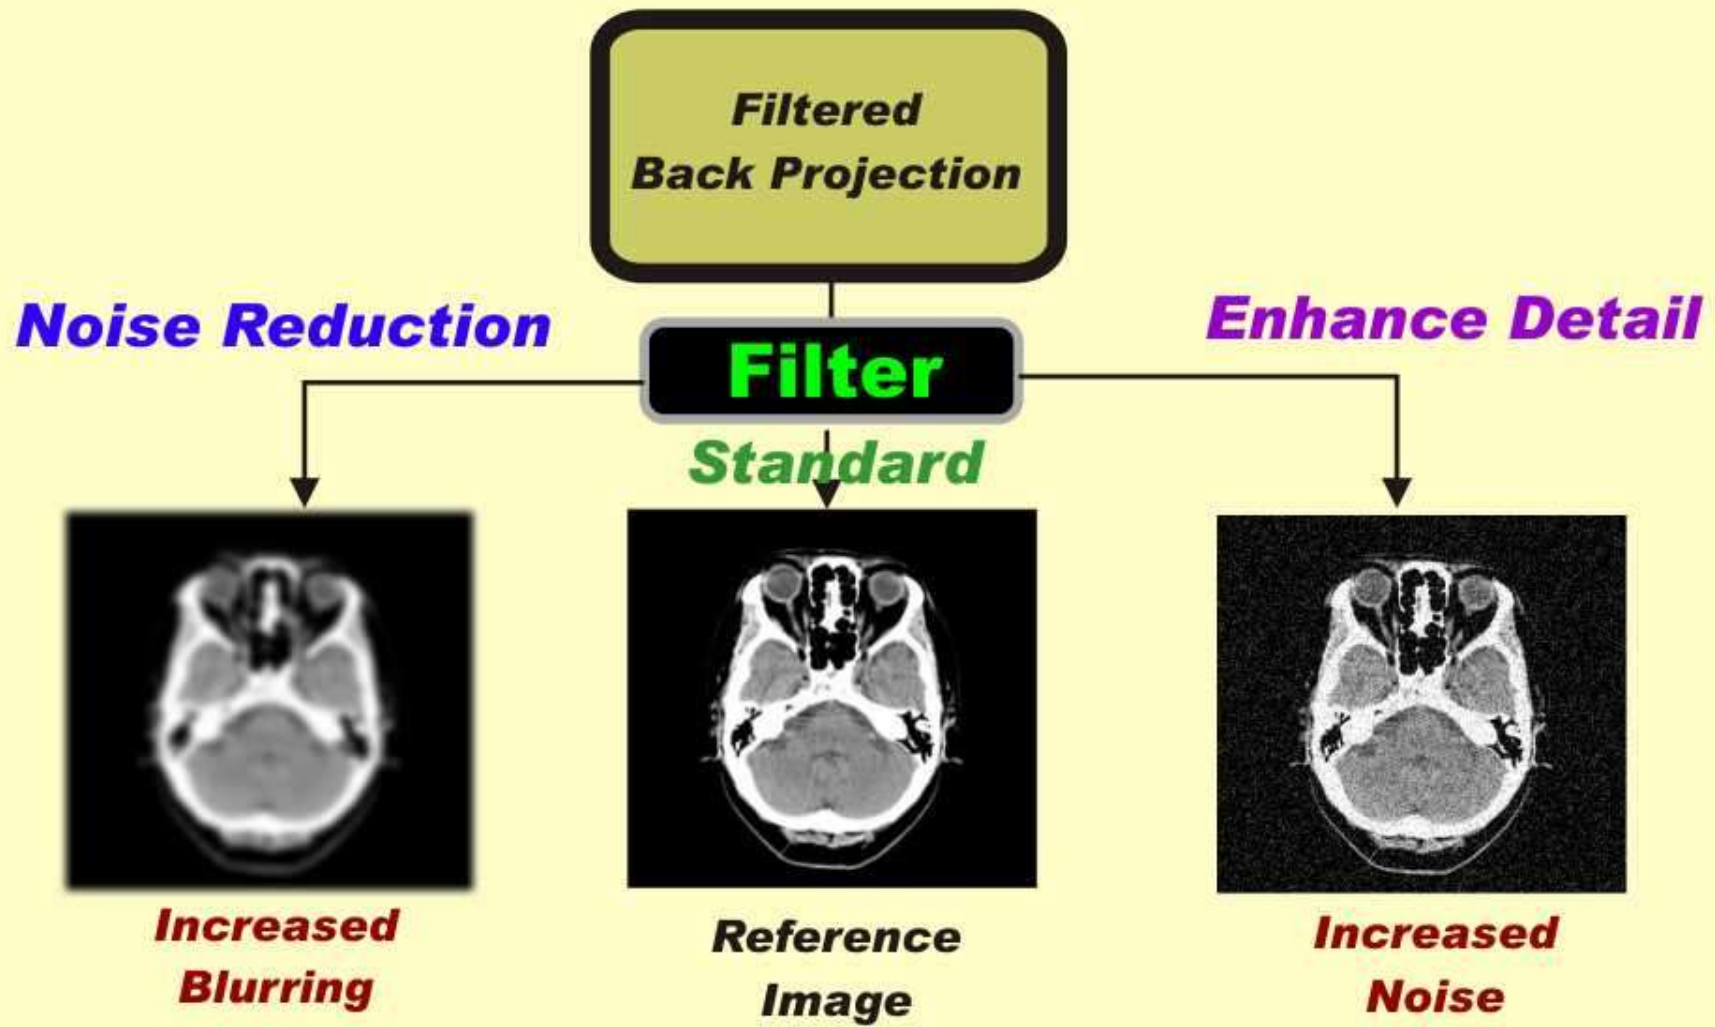 Filtered
Back Projection
Noise Reduction
Enhance Detail
Filter
Standard
Increased
Blurring
Reference
Image
Increased
Noise